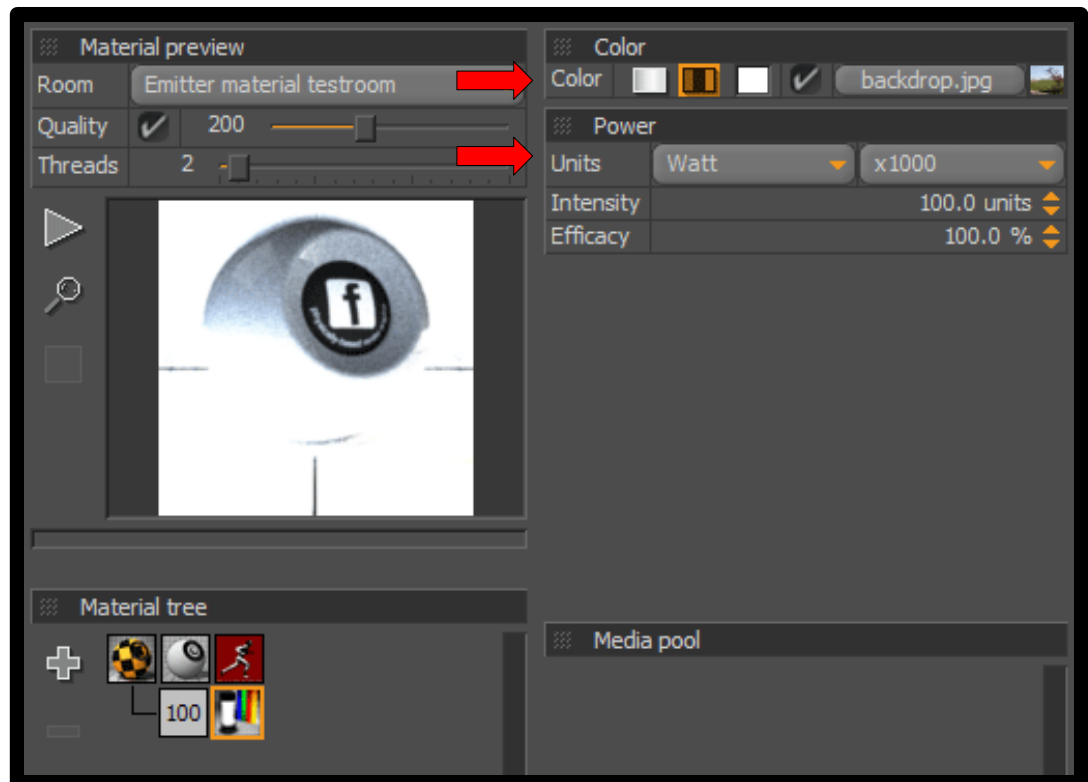 Material preview
Room Emitter material testroom
Quality 200
Threads 2
f
Material tree
100
Color
Color backdrop.jpg
Power
Units Watt x1000
Intensity 100.0 units
Efficacy 100.0 %
Media pool